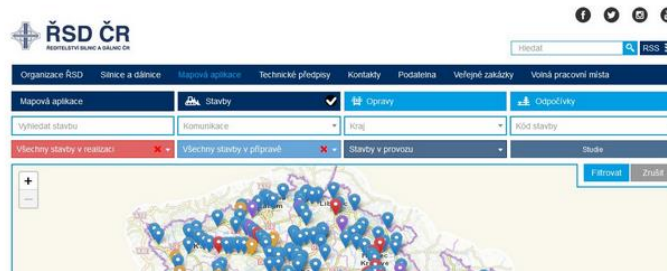 ŘSD ČR
ŘEDITELSTVÍ SILNIC A DÁLNIC ČR
Hledat
RSS
Organizace ŘSD Silnice a dálnice Mapová aplikace Technické předpisy Kontakty Podatelna Veřejné zakázky Volná pracovní místa
Mapová aplikace Stavby Opravy Odpočívky
Vyhledat stavbu Komunikace Kraj Kód stavby
Všechny stavby v realizaci Všechny stavby v přípravě Stavby v provozu Studie
Filtrovat Zrušit
+
−